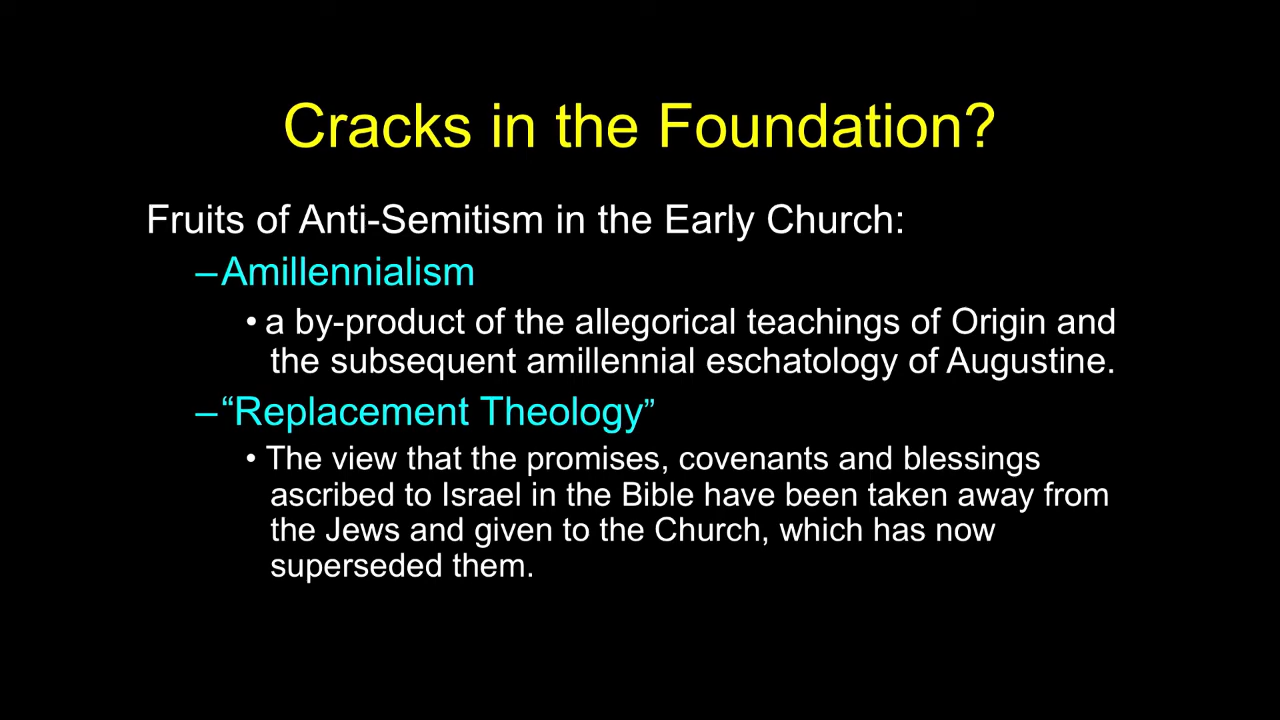 Cracks in the Foundation?
Fruits of Anti-Semitism in the Early Church:
–Amillennialism
• a by-product of the allegorical teachings of Origin and
the subsequent amillennial eschatology of Augustine.
–“Replacement Theology”
• The view that the promises, covenants and blessings
ascribed to Israel in the Bible have been taken away from
the Jews and given to the Church, which has now
superseded them.